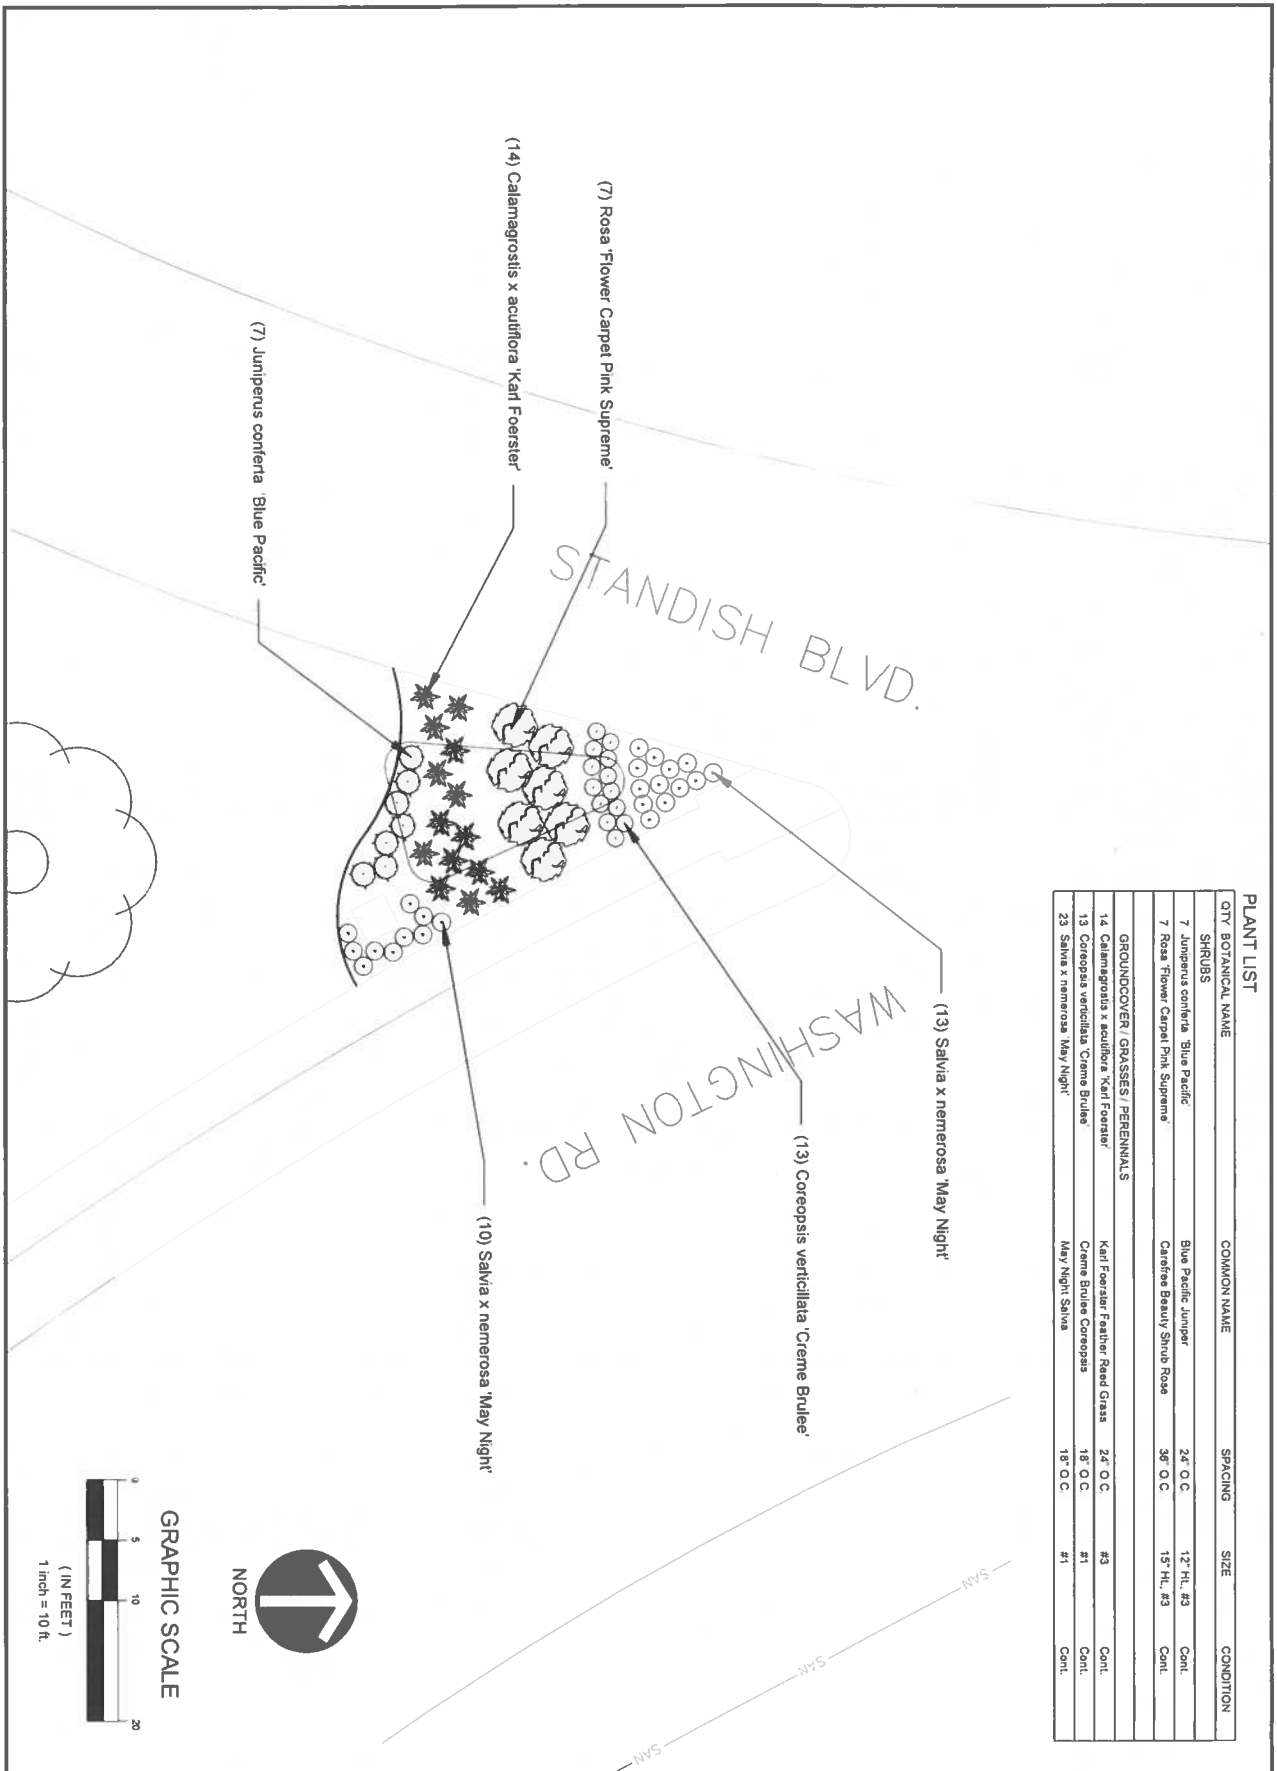 PLANT LIST
QTY BOTANICAL NAME COMMON NAME SPACING SIZE CONDITION
SHRUBS
7 Juniperus conferta 'Blue Pacific' Blue Pacific Juniper 24" O.C. 12" Ht., #3 Cont.
7 Rosa 'Flower Carpet Pink Supreme' Carefree Beauty Shrub Rose 36" O.C. 15" Ht., #3 Cont.
GROUNDCOVER / GRASSES / PERENNIALS
14 Calamagrostis x acutiflora 'Karl Foerster' Karl Foerster Feather Reed Grass 24" O.C. #3 Cont.
13 Coreopsis verticillata 'Creme Brulee' Creme Brulee Coreopsis 18" O.C. #1 Cont.
23 Salvia x nemerosa 'May Night' May Night Salvia 18" O.C. #1 Cont.
(13) Salvia x nemerosa 'May Night'
(13) Coreopsis verticillata 'Creme Brulee'
(7) Rosa 'Flower Carpet Pink Supreme'
(14) Calamagrostis x acutiflora 'Karl Foerster'
(10) Salvia x nemerosa 'May Night'
(7) Juniperus conferta 'Blue Pacific'
STANDISH BLVD.
WASHINGTON RD.
SAN
SAN
SAN
NORTH
GRAPHIC SCALE
0 5 10 20
( IN FEET )
1 inch = 10 ft.